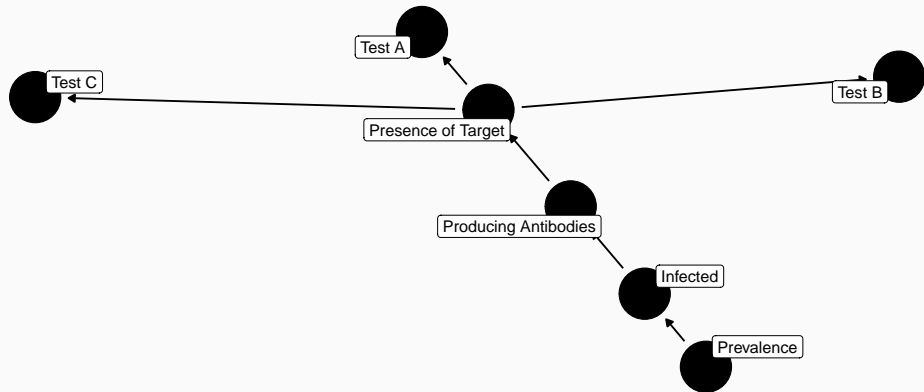 Test A
Test C
Test B
Presence of Target
Producing Antibodies
Infected
Prevalence